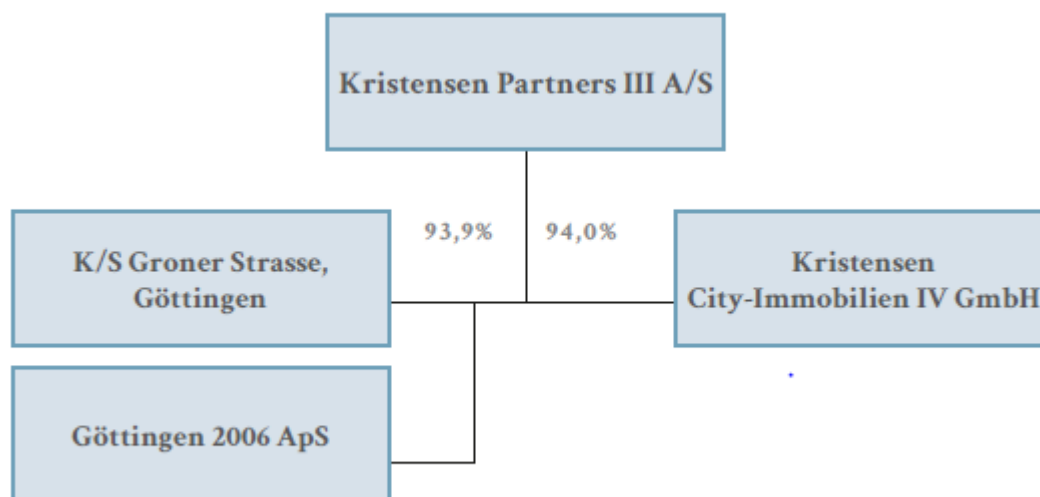 Kristensen Partners III A/S
93,9%
94,0%
K/S Groner Strasse,
Göttingen
Kristensen
City-Immobilien IV GmbH
Göttingen 2006 ApS